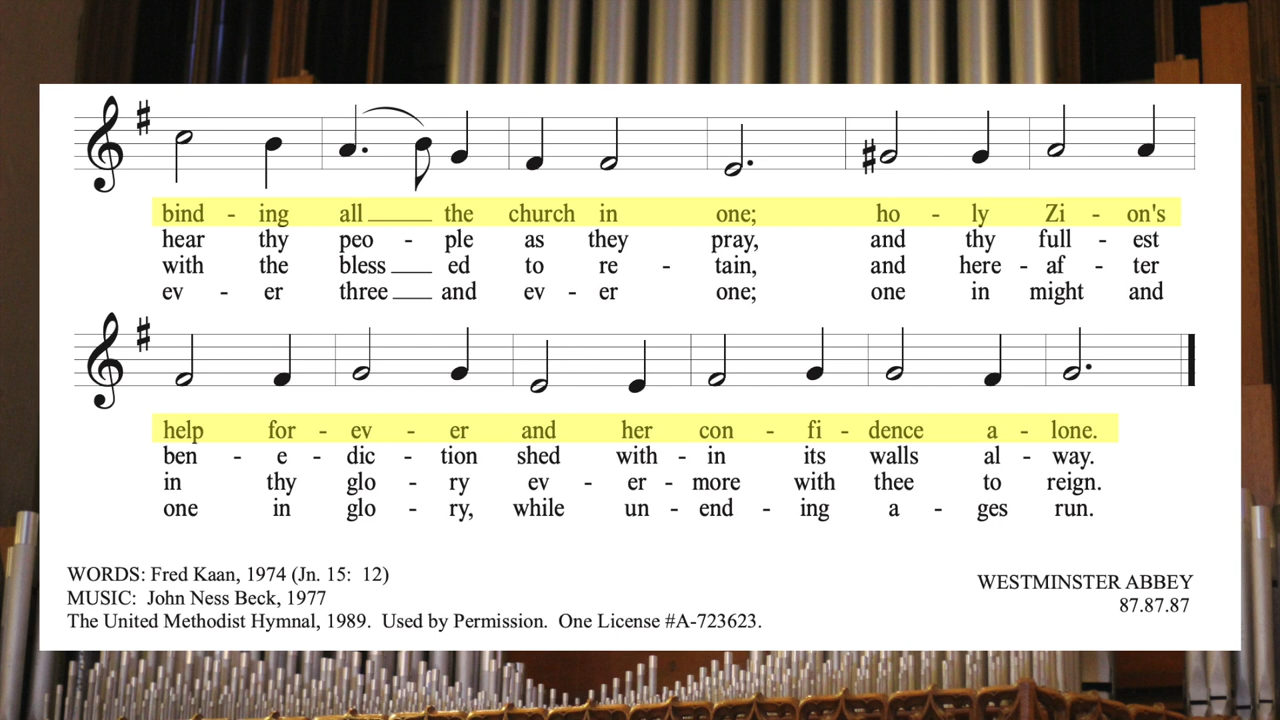 bind - ing all the church in one; ho - ly Zi - on's
hear thy peo - ple as they pray, and thy full - est
with the bless ed to re - tain, and here - af - ter
ev - er three and ev - er one; one in might and
help for - ev - er and her con - fi - dence a - lone.
ben - e - dic - tion shed with - in its walls al - way.
in thy glo - ry ev - er - more with thee to reign.
one in glo - ry, while un - end - ing a - ges run.
WORDS: Fred Kaan, 1974 (Jn. 15: 12)
MUSIC: John Ness Beck, 1977
The United Methodist Hymnal, 1989. Used by Permission. One License #A-723623.
WESTMINSTER ABBEY
87.87.87